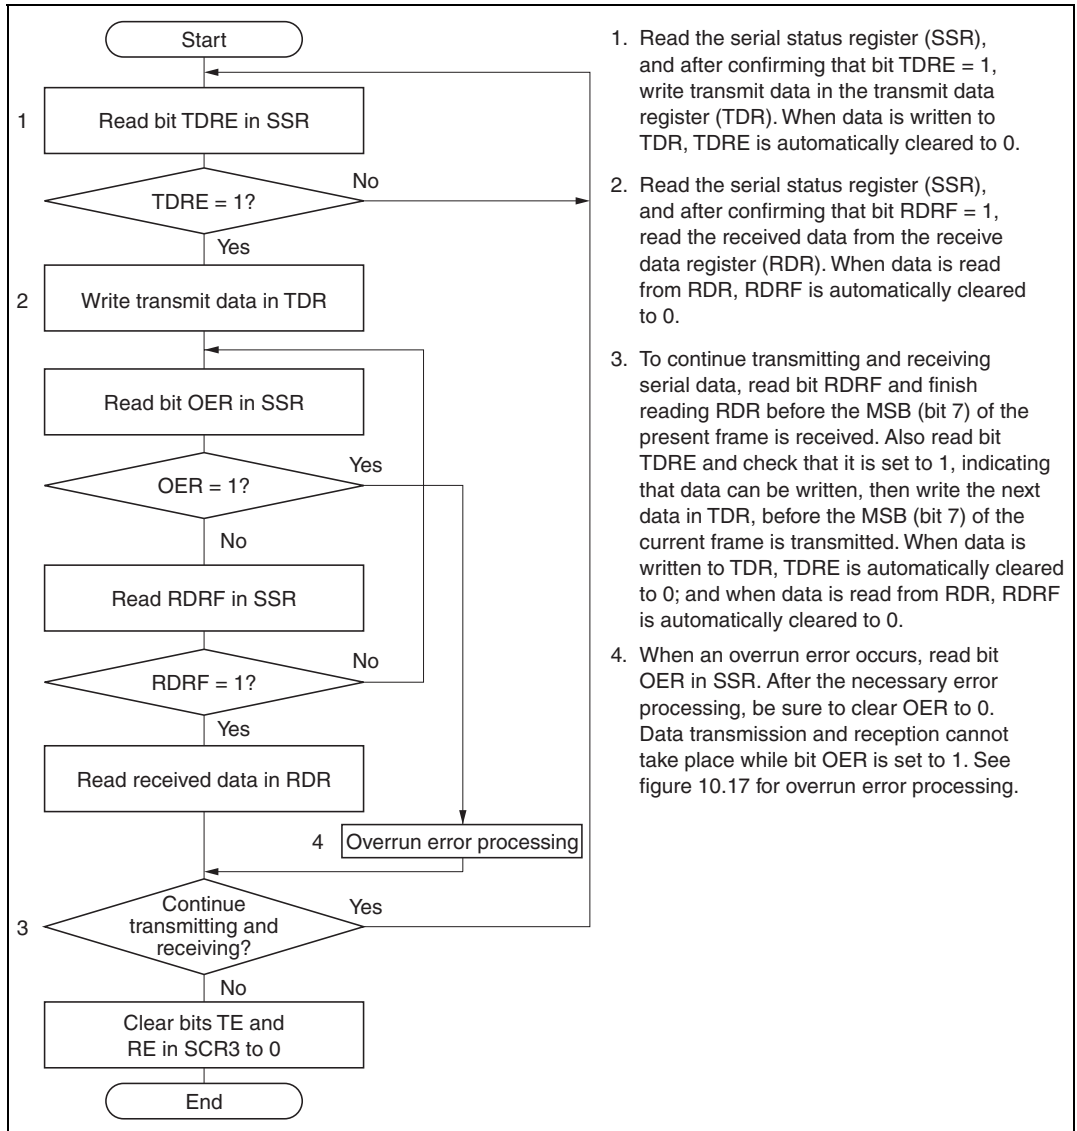 Start
1
Read bit TDRE in SSR
TDRE = 1?
No
Yes
2
Write transmit data in TDR
Read bit OER in SSR
OER = 1?
Yes
No
Read RDRF in SSR
RDRF = 1?
No
Yes
Read received data in RDR
4
Overrun error processing
3
Continue
transmitting and
receiving?
Yes
No
Clear bits TE and
RE in SCR3 to 0
End
1. Read the serial status register (SSR),
and after confirming that bit TDRE = 1,
write transmit data in the transmit data
register (TDR). When data is written to
TDR, TDRE is automatically cleared to 0.
2. Read the serial status register (SSR),
and after confirming that bit RDRF = 1,
read the received data from the receive
data register (RDR). When data is read
from RDR, RDRF is automatically cleared
to 0.
3. To continue transmitting and receiving
serial data, read bit RDRF and finish
reading RDR before the MSB (bit 7) of the
present frame is received. Also read bit
TDRE and check that it is set to 1, indicating
that data can be written, then write the next
data in TDR, before the MSB (bit 7) of the
current frame is transmitted. When data is
written to TDR, TDRE is automatically cleared
to 0; and when data is read from RDR, RDRF
is automatically cleared to 0.
4. When an overrun error occurs, read bit
OER in SSR. After the necessary error
processing, be sure to clear OER to 0.
Data transmission and reception cannot
take place while bit OER is set to 1. See
figure 10.17 for overrun error processing.